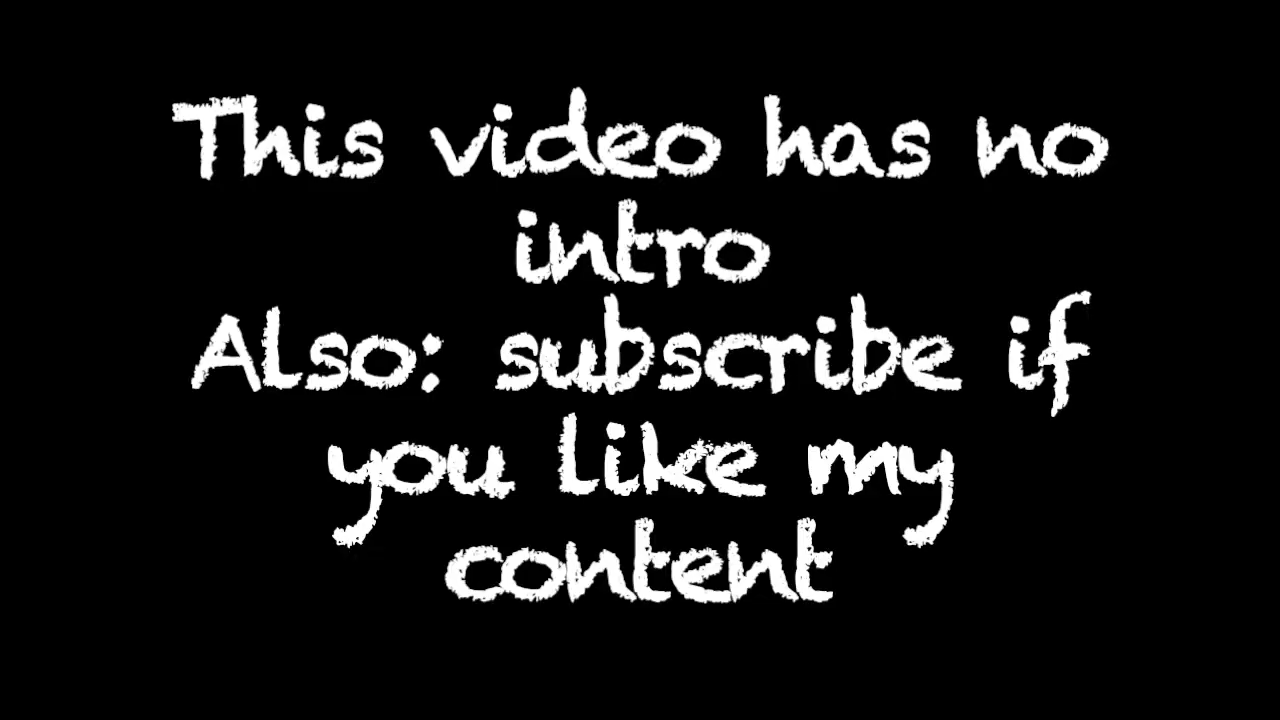 This video has no
intro
Also: subscribe if
you like my
content